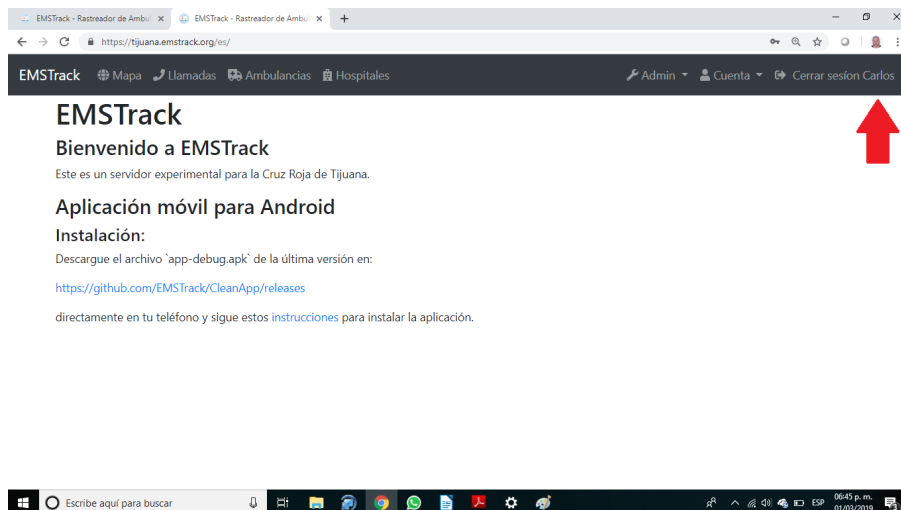 EMSTrack - Rastreador de Ambul
EMSTrack - Rastreador de Ambul
https://tijuana.emstrack.org/es/
EMSTrack Mapa Llamadas Ambulancias Hospitales Admin Cuenta Cerrar sesíon Carlos
EMSTrack
Bienvenido a EMSTrack
Este es un servidor experimental para la Cruz Roja de Tijuana.
Aplicación móvil para Android
Instalación:
Descargue el archivo `app-debug.apk` de la última versión en:
https://github.com/EMSTrack/CleanApp/releases
directamente en tu teléfono y sigue estos instrucciones para instalar la aplicación.
Escribe aquí para buscar
ESP
06:45 p. m.
01/03/2019
3